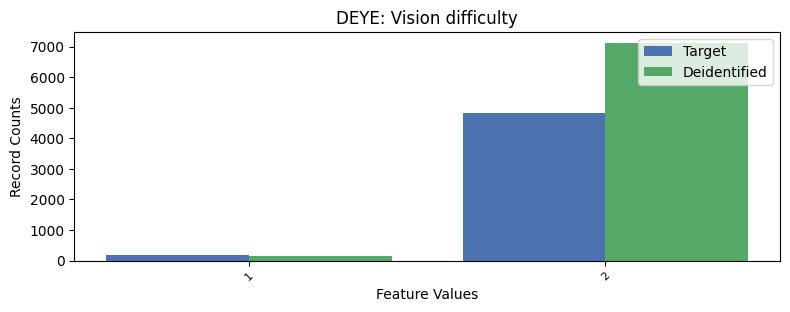 DEYE: Vision difficulty
Target
Deidentified
7000
6000
5000
4000
3000
2000
1000
0
Record Counts
1
2
Feature Values